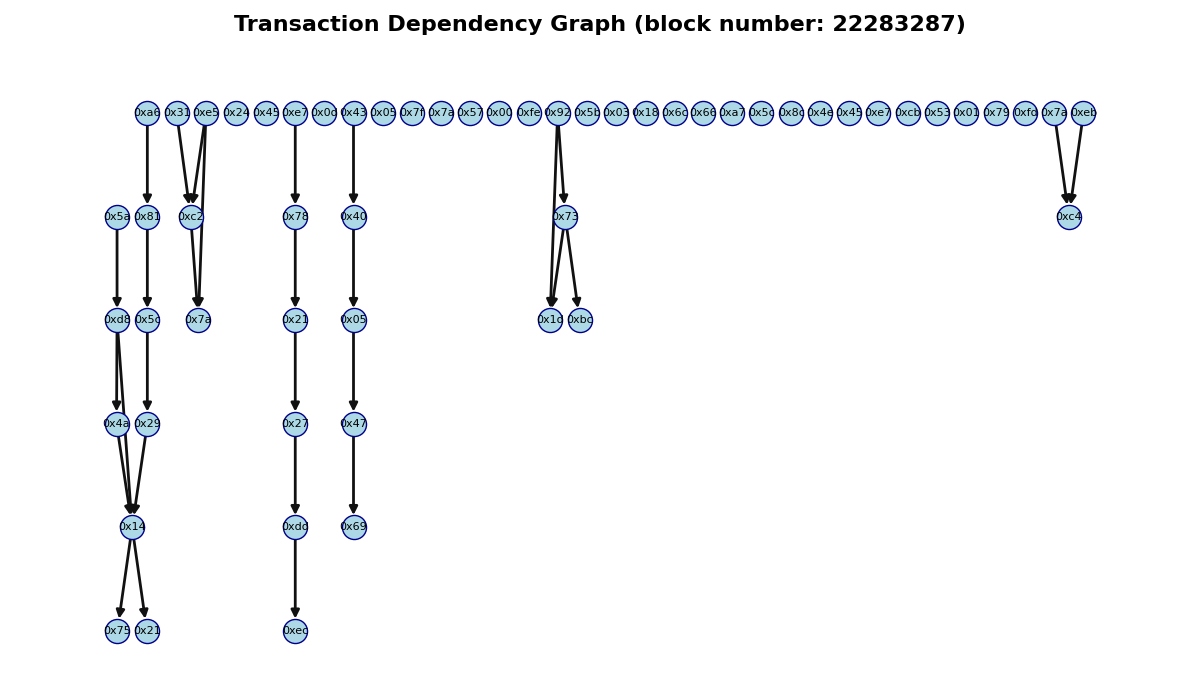 Transaction Dependency Graph (block number: 22283287)
0xa6 0x31 0xe5 0x24 0x45 0xe7 0x0d 0x43 0x05 0x7f 0x7a 0x57 0x00 0xfe 0x92 0x5b 0x03 0x18 0x6c 0x66 0xa7 0x5c 0x8c 0x4e 0x45 0xe7 0xcb 0x53 0x01 0x79 0xfd 0x7a 0xeb
0x5a 0x81 0xc2 0x78 0x40 0x73 0xc4
0xd8 0x5c 0x7a 0x21 0x05 0x1d 0xbc
0x4a 0x29 0x27 0x47
0x14 0xdd 0x69
0x75 0x21 0xec